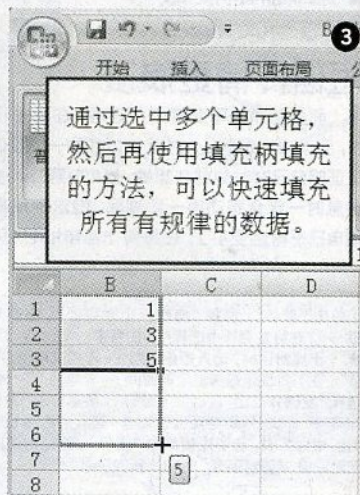 B 3
开始 插入 页面布局
通过选中多个单元格，
然后再使用填充柄填充
的方法，可以快速填充
所有有规律的数据。
B C D
1 1
2 3
3 5
4
5
6
7 5
8